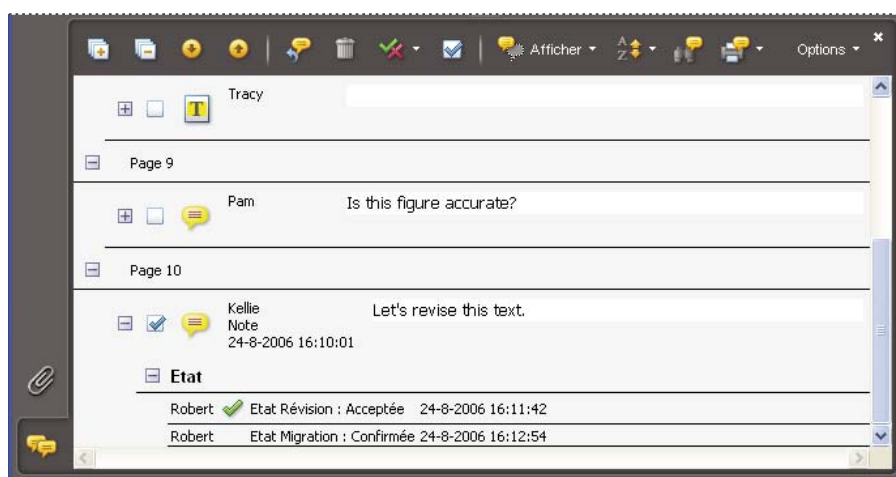 Afficher
A
Z
Options
T
Tracy
Page 9
Pam
Is this figure accurate?
Page 10
Kellie
Let's revise this text.
Note
24-8-2006 16:10:01
Etat
Robert Etat Révision : Acceptée 24-8-2006 16:11:42
Robert Etat Migration : Confirmée 24-8-2006 16:12:54